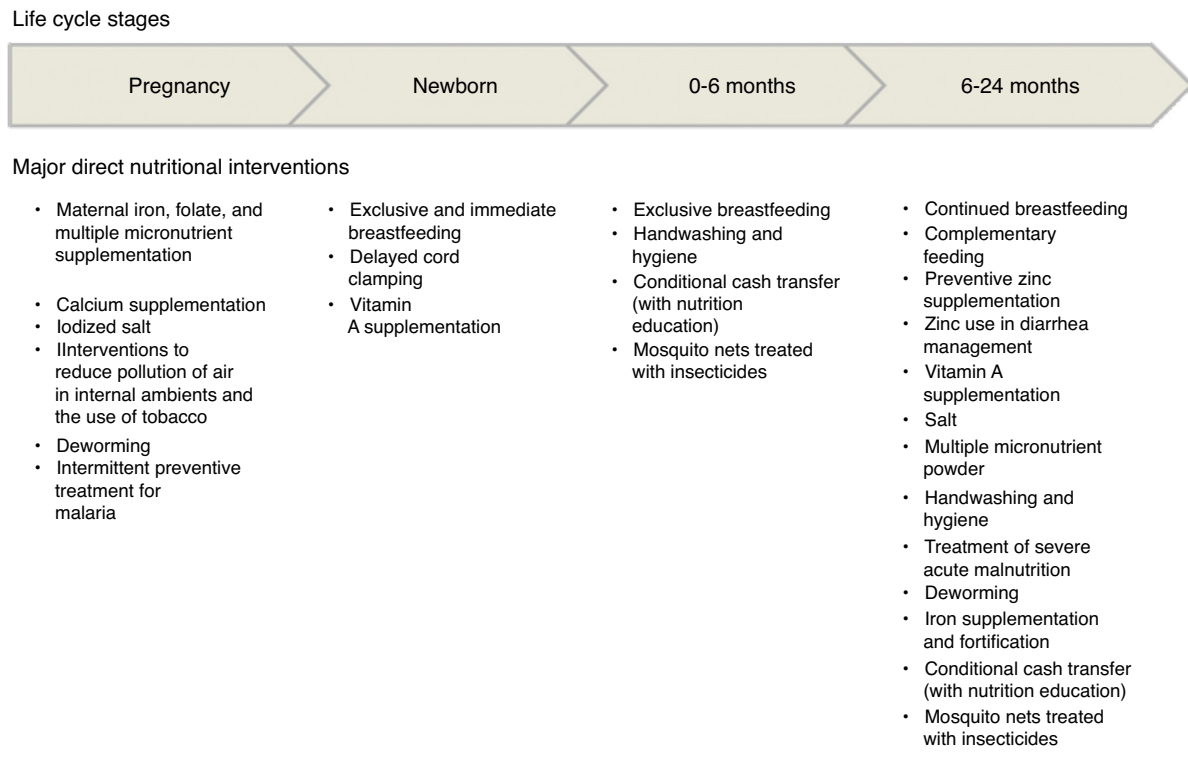 Life cycle stages
Pregnancy
Newborn
0-6 months
6-24 months
Major direct nutritional interventions
• Maternal iron, folate, and
multiple micronutrient
supplementation
• Calcium supplementation
• Iodized salt
• IInterventions to
reduce pollution of air
in internal ambients and
the use of tobacco
• Deworming
• Intermittent preventive
treatment for
malaria
• Exclusive and immediate
breastfeeding
• Delayed cord
clamping
• Vitamin
A supplementation
• Exclusive breastfeeding
• Handwashing and
hygiene
• Conditional cash transfer
(with nutrition
education)
• Mosquito nets treated
with insecticides
• Continued breastfeeding
• Complementary
feeding
• Preventive zinc
supplementation
• Zinc use in diarrhea
management
• Vitamin A
supplementation
• Salt
• Multiple micronutrient
powder
• Handwashing and
hygiene
• Treatment of severe
acute malnutrition
• Deworming
• Iron supplementation
and fortification
• Conditional cash transfer
(with nutrition education)
• Mosquito nets treated
with insecticides